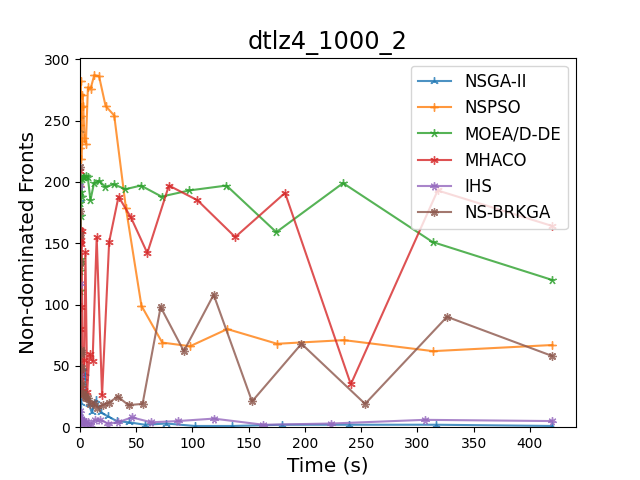 dtlz4_1000_2
Non-dominated Fronts
300
250
200
150
100
50
0
0 50 100 150 200 250 300 350 400
Time (s)
NSGA-II
NSPSO
MOEA/D-DE
MHACO
IHS
NS-BRKGA